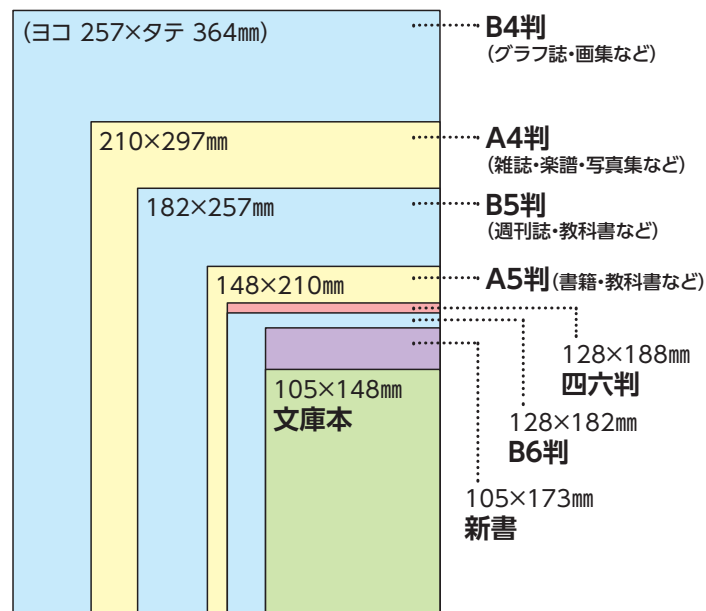 (ヨコ 257×タテ 364㎜)
B4判
(グラフ誌・画集など)
210×297㎜
A4判
(雑誌・楽譜・写真集など)
182×257㎜
B5判
(週刊誌・教科書など)
148×210㎜
A5判(書籍・教科書など)
128×188㎜
四六判
105×148㎜
文庫本
128×182㎜
B6判
105×173㎜
新書